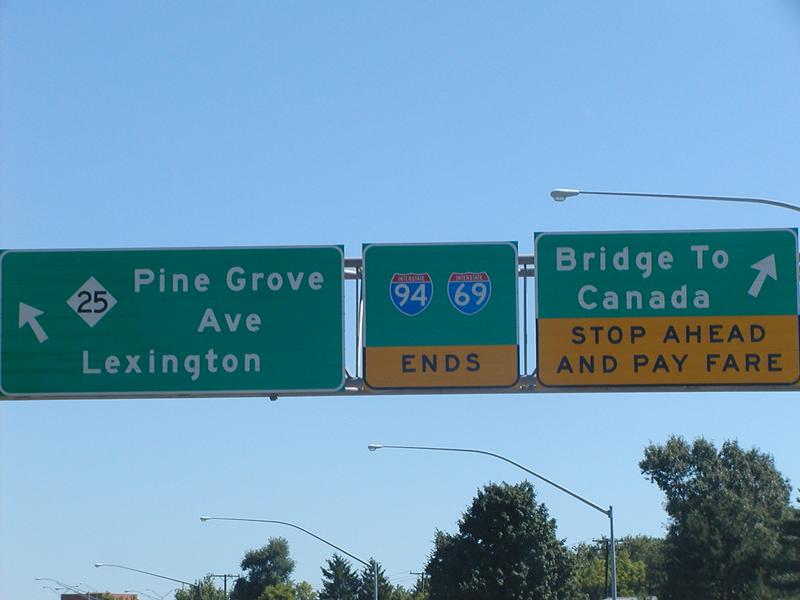 25
Pine Grove
Ave
Lexington
INTERSTATE
94
INTERSTATE
69
ENDS
Bridge To
Canada
STOP AHEAD
AND PAY FARE